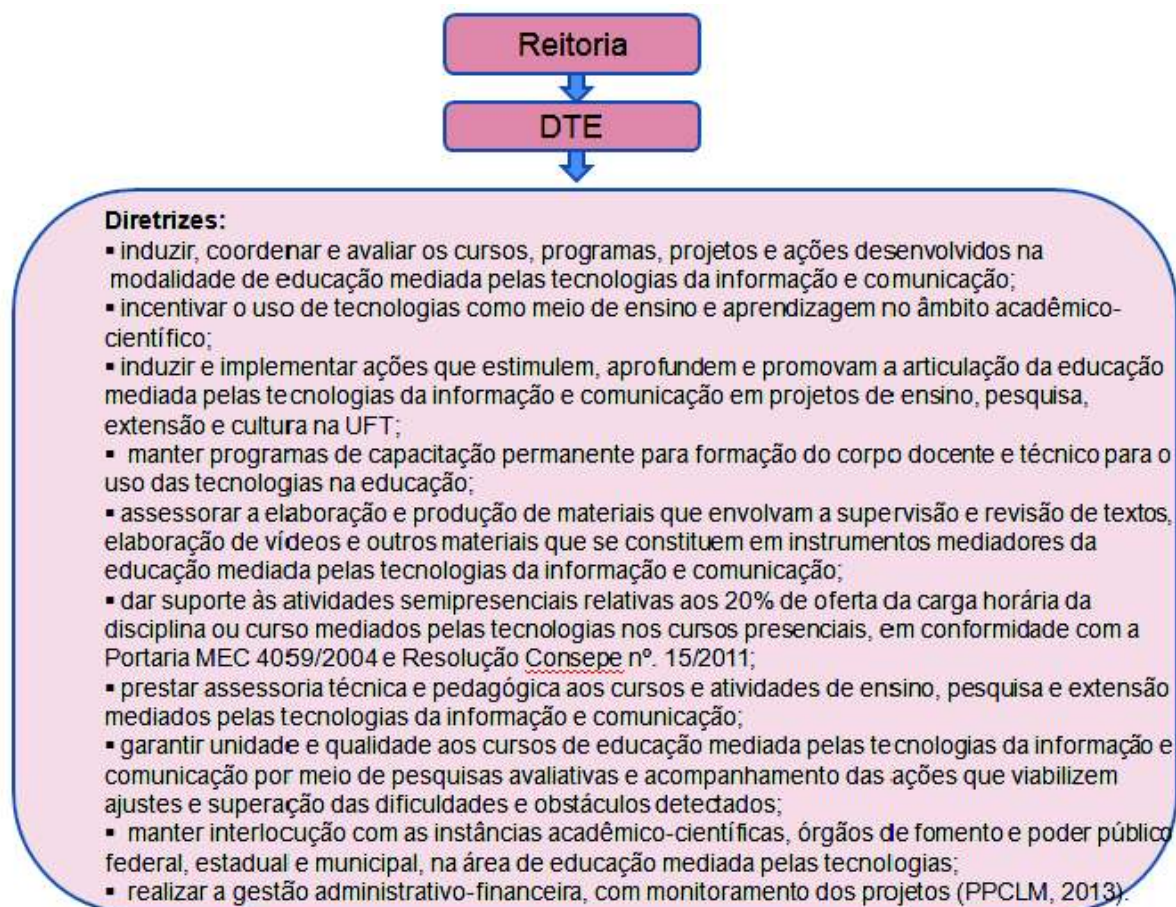 Reitoria
DTE
Diretrizes:
▪ induzir, coordenar e avaliar os cursos, programas, projetos e ações desenvolvidos na
modalidade de educação mediada pelas tecnologias da informação e comunicação;
▪ incentivar o uso de tecnologias como meio de ensino e aprendizagem no âmbito acadêmico-
científico;
▪ induzir e implementar ações que estimulem, aprofundem e promovam a articulação da educação
mediada pelas tecnologias da informação e comunicação em projetos de ensino, pesquisa,
extensão e cultura na UFT;
▪ manter programas de capacitação permanente para formação do corpo docente e técnico para o
uso das tecnologias na educação;
▪ assessorar a elaboração e produção de materiais que envolvam a supervisão e revisão de textos,
elaboração de vídeos e outros materiais que se constituem em instrumentos mediadores da
educação mediada pelas tecnologias da informação e comunicação;
▪ dar suporte às atividades semipresenciais relativas aos 20% de oferta da carga horária da
disciplina ou curso mediados pelas tecnologias nos cursos presenciais, em conformidade com a
Portaria MEC 4059/2004 e Resolução Consepe nº. 15/2011;
▪ prestar assessoria técnica e pedagógica aos cursos e atividades de ensino, pesquisa e extensão
mediados pelas tecnologias da informação e comunicação;
▪ garantir unidade e qualidade aos cursos de educação mediada pelas tecnologias da informação e
comunicação por meio de pesquisas avaliativas e acompanhamento das ações que viabilizem
ajustes e superação das dificuldades e obstáculos detectados;
▪ manter interlocução com as instâncias acadêmico-científicas, órgãos de fomento e poder público
federal, estadual e municipal, na área de educação mediada pelas tecnologias;
▪ realizar a gestão administrativo-financeira, com monitoramento dos projetos (PPCLM, 2013).